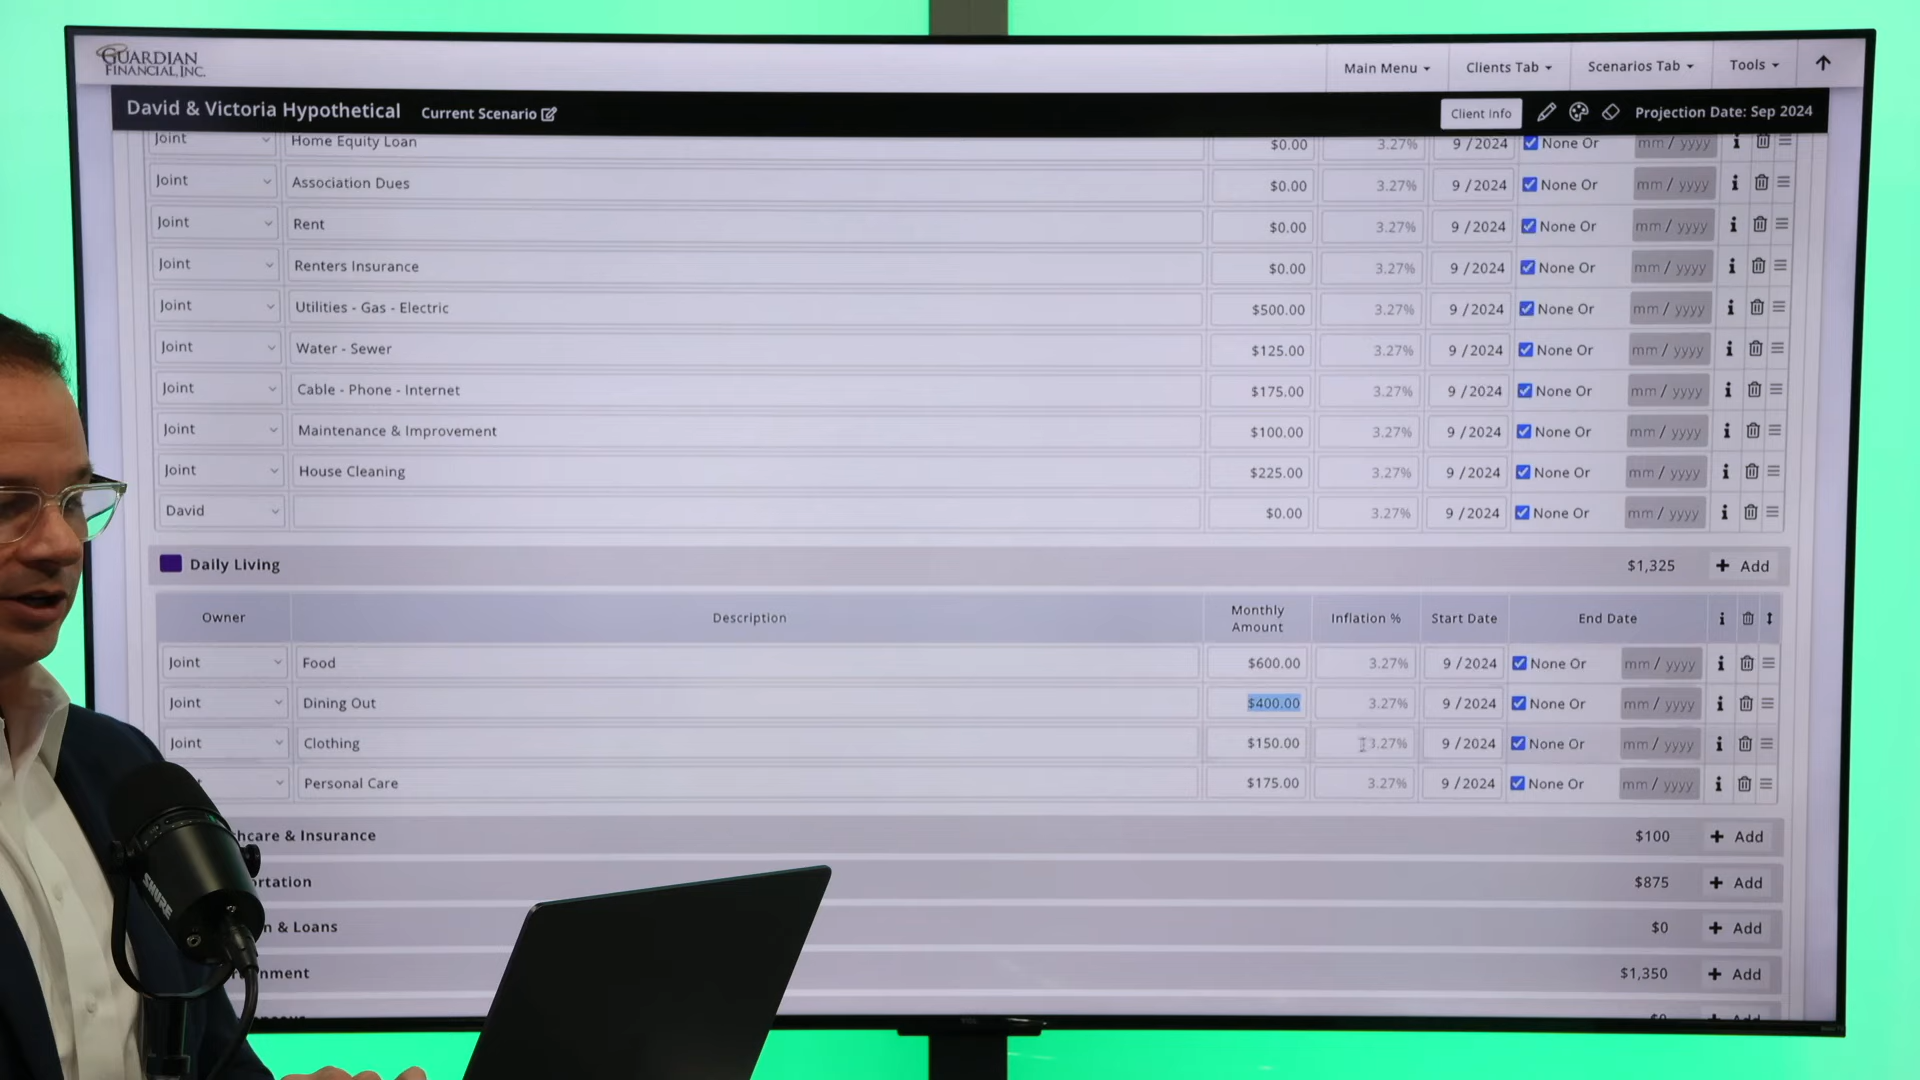 GUARDIAN
FINANCIAL, INC.
Main Menu Clients Tab Scenarios Tab Tools
David & Victoria Hypothetical Current Scenario Client Info Projection Date: Sep 2024
Joint Home Equity Loan $0.00 3.27% 9 / 2024 None Or mm / yyyy
Joint Association Dues $0.00 3.27% 9 / 2024 None Or mm / yyyy
Joint Rent $0.00 3.27% 9 / 2024 None Or mm / yyyy
Joint Renters Insurance $0.00 3.27% 9 / 2024 None Or mm / yyyy
Joint Utilities - Gas - Electric $500.00 3.27% 9 / 2024 None Or mm / yyyy
Joint Water - Sewer $125.00 3.27% 9 / 2024 None Or mm / yyyy
Joint Cable - Phone - Internet $175.00 3.27% 9 / 2024 None Or mm / yyyy
Joint Maintenance & Improvement $100.00 3.27% 9 / 2024 None Or mm / yyyy
Joint House Cleaning $225.00 3.27% 9 / 2024 None Or mm / yyyy
David $0.00 3.27% 9 / 2024 None Or mm / yyyy
Daily Living $1,325 + Add
Owner Description Monthly Amount Inflation % Start Date End Date
Joint Food $600.00 3.27% 9 / 2024 None Or mm / yyyy
Joint Dining Out $400.00 3.27% 9 / 2024 None Or mm / yyyy
Joint Clothing $150.00 3.27% 9 / 2024 None Or mm / yyyy
Personal Care $175.00 3.27% 9 / 2024 None Or mm / yyyy
hcare & Insurance $100 + Add
ortation $875 + Add
n & Loans $0 + Add
nment $1,350 + Add
SHURE
TCL